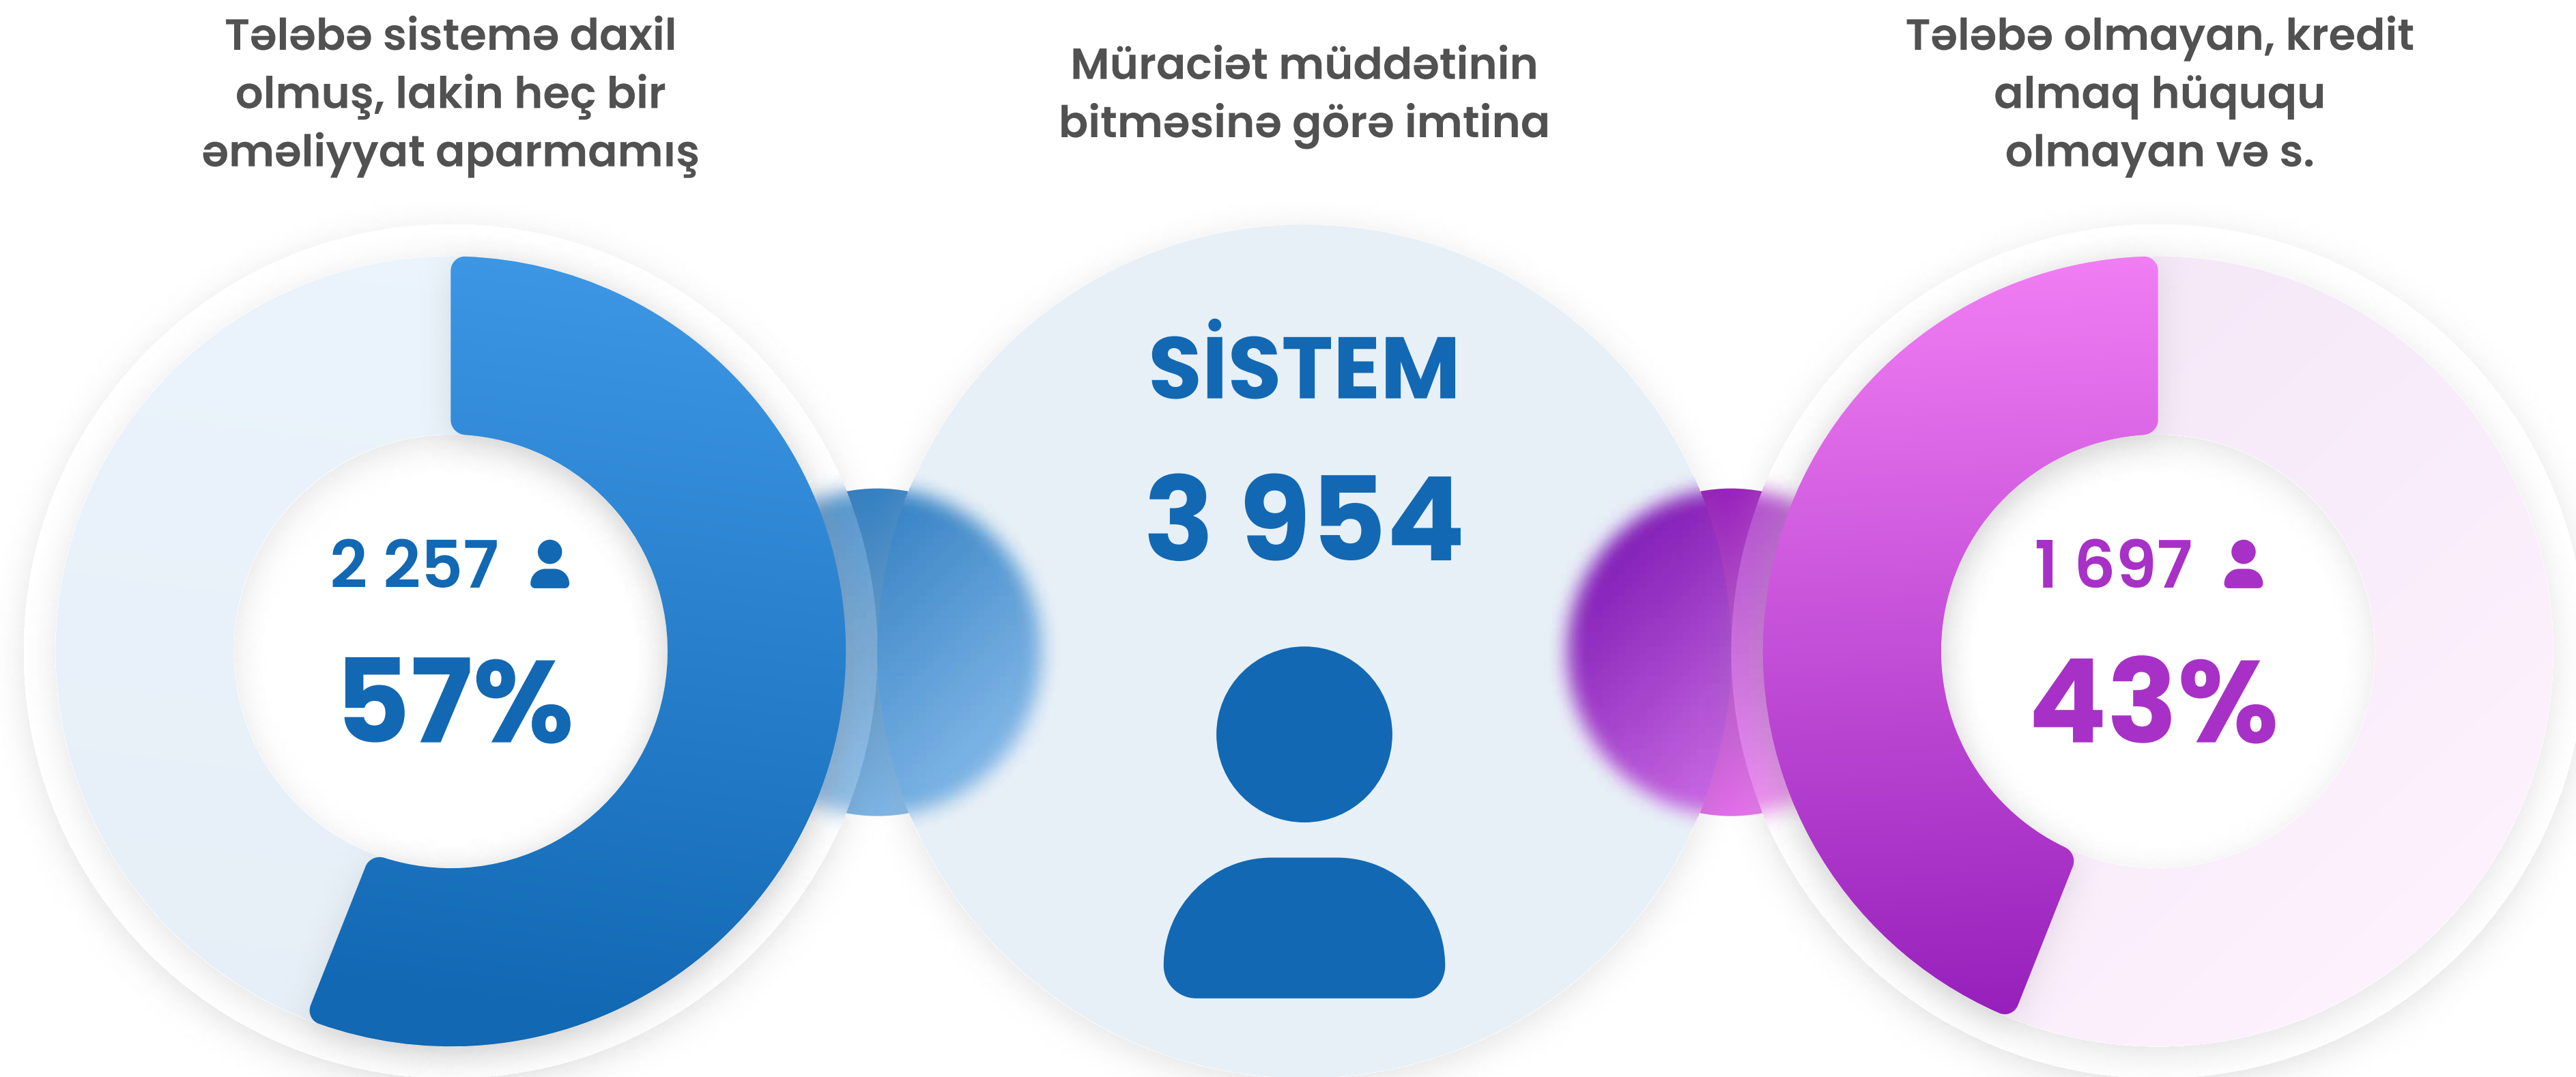 Tələbə sistemə daxil
olmuş, lakin heç bir
əməliyyat aparmamış
2 257
57%
Müraciət müddətinin
bitməsinə görə imtina
SİSTEM
3 954
Tələbə olmayan, kredit
almaq hüququ
olmayan və s.
1 697
43%